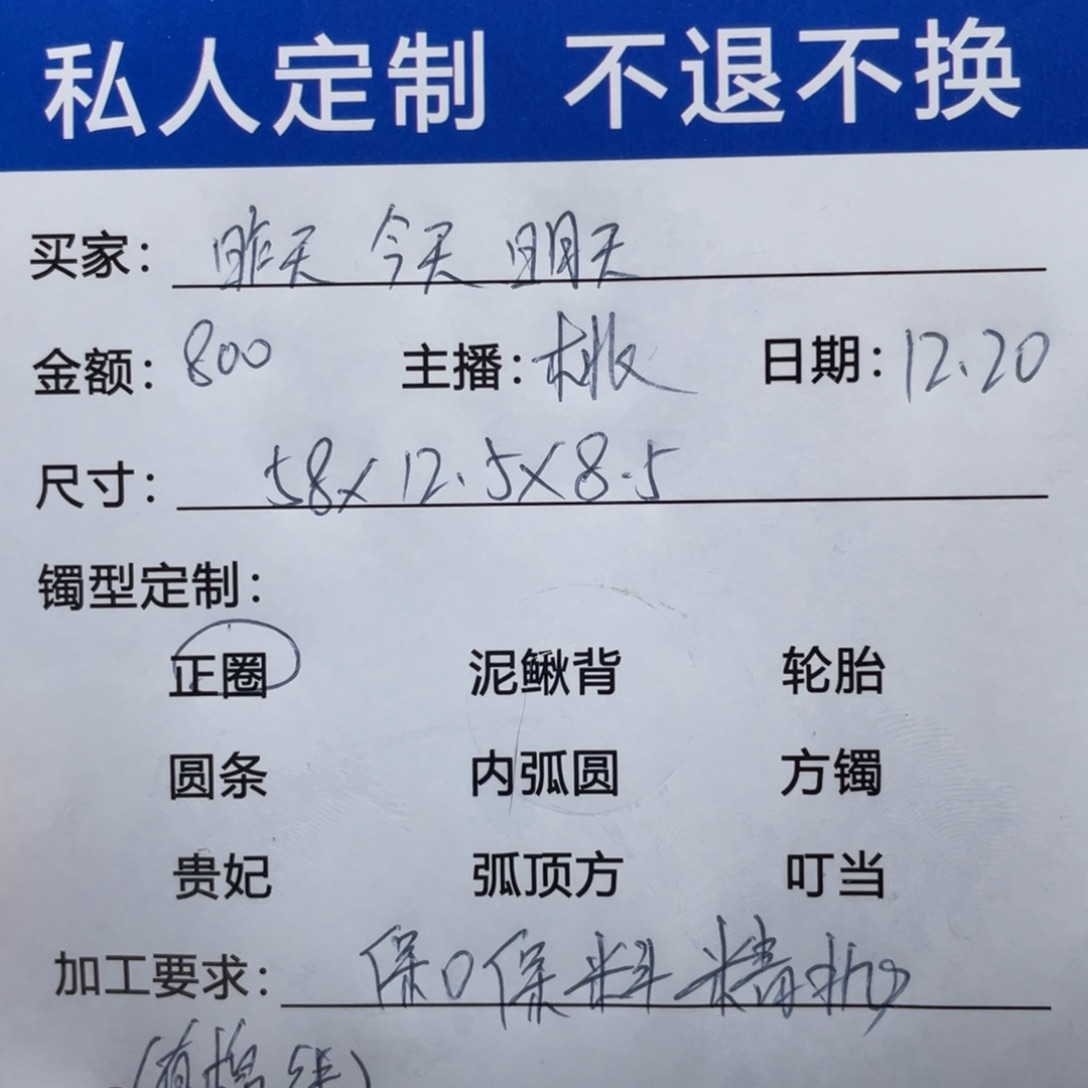 私人定制 不退不换
买家： 昨天 今天 明天
金额：800 主播：桃 日期：12.20
尺寸： 58x12.5x8.5
镯型定制：
正圈 泥鳅背 轮胎
圆条 内弧圆 方镯
贵妃 弧顶方 叮当
加工要求： 保口保料 精抛
(有棉 )